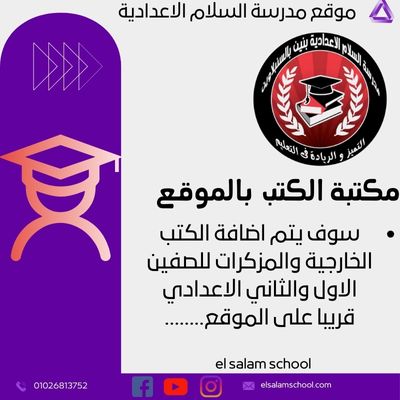 موقع مدرسة السلام الاعدادية
مدرسة السلام الاعدادية بنين بالسنبلاوين
التميز و الريادة فى التعليم
مكتبة الكتب بالموقع
• سوف يتم اضافة الكتب
الخارجية والمزكرات للصفين
الاول والثاني الاعدادي
قريبا على الموقع........
el salam school
01026813752
elsalamschool.com